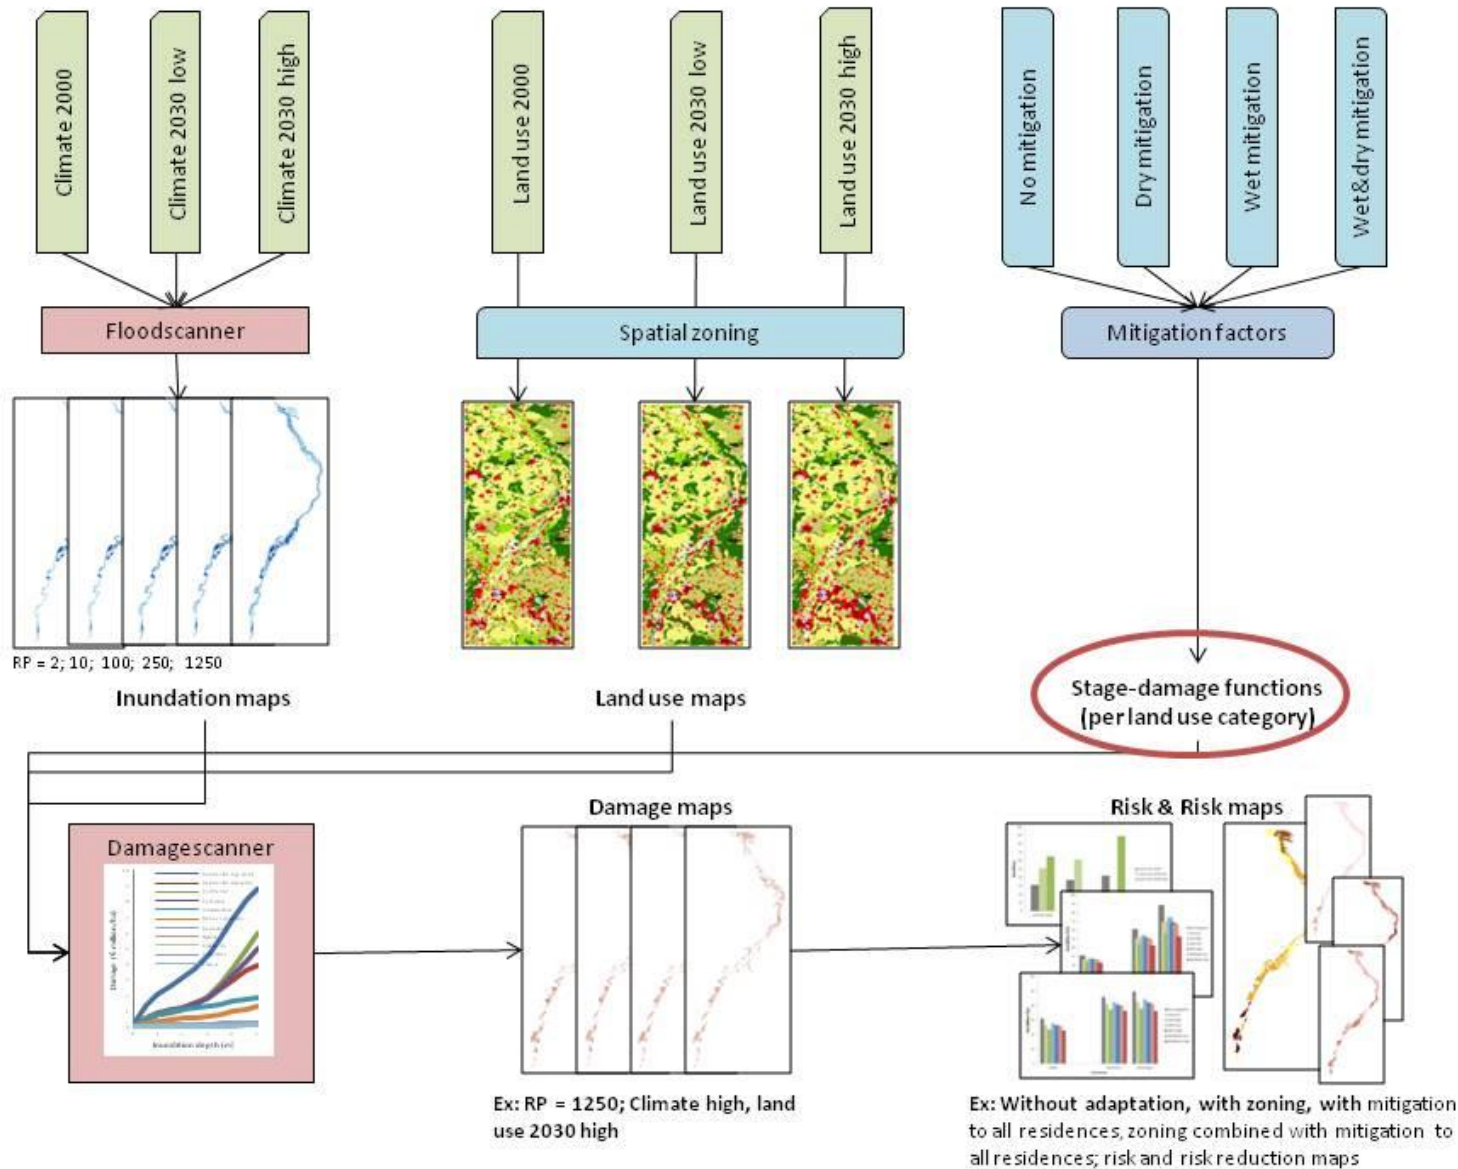 Climate 2000
Climate 2030 low
Climate 2030 high
Land use 2000
Land use 2030 low
Land use 2030 high
No mitigation
Dry mitigation
Wet mitigation
Wet&dry mitigation
Floodscanner
Spatial zoning
Mitigation factors
RP = 2; 10; 100; 250; 1250
Inundation maps
Land use maps
Stage-damage functions
(per land use category)
Damage maps
Risk & Risk maps
Damagescanner
Inundation depth (m)
Ex: RP = 1250; Climate high, land
use 2030 high
Ex: Without adaptation, with zoning, with mitigation
to all residences, zoning combined with mitigation to
all residences; risk and risk reduction maps